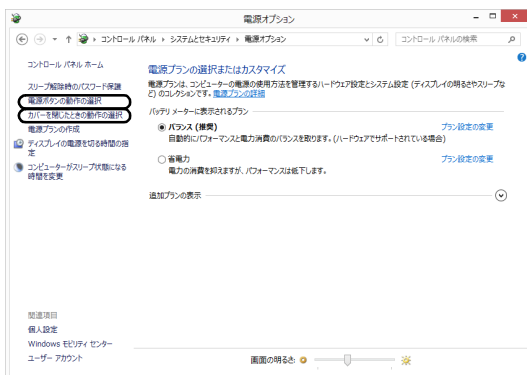 電源オプション
コントロール パネル ▸ システムとセキュリティ ▸ 電源オプション
コントロール パネルの検索
コントロール パネル ホーム
スリープ解除時のパスワード保護
電源ボタンの動作の選択
カバーを閉じたときの動作の選択
電源プランの作成
ディスプレイの電源を切る時間の指
定
コンピューターがスリープ状態になる
時間を変更
電源プランの選択またはカスタマイズ
電源プランは、コンピューターの電源の使用方法を管理するハードウェア設定とシステム設定 (ディスプレイの明るさやスリープな
ど) のコレクションです。電源プランの詳細
バッテリ メーターに表示されるプラン
バランス (推奨)
プラン設定の変更
自動的にパフォーマンスと電力消費のバランスを取ります。(ハードウェアでサポートされている場合)
省電力
プラン設定の変更
電力の消費を抑えますが、パフォーマンスは低下します。
追加プランの表示
関連項目
個人設定
Windows モビリティ センター
ユーザー アカウント
画面の明るさ: